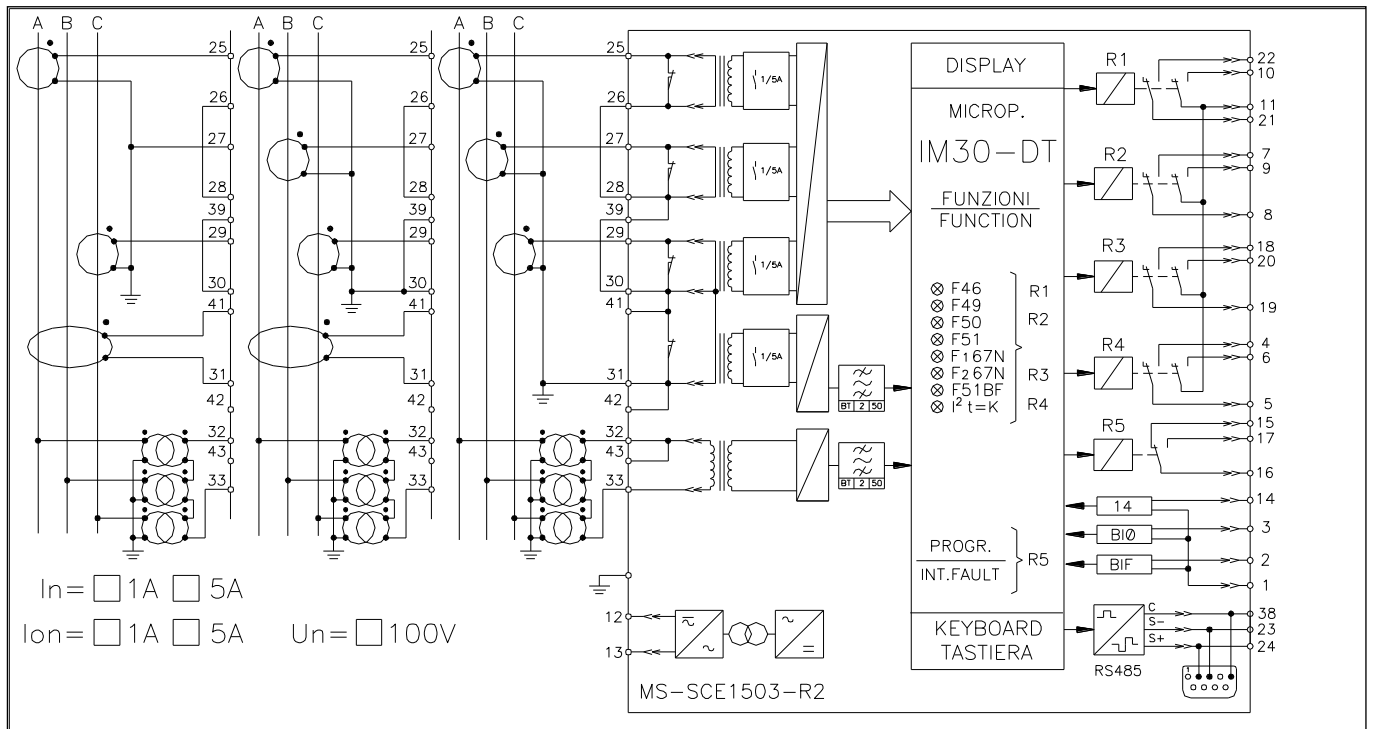 A B C
25
26
27
28
39
29
30
41
31
42
32
43
33
A B C
25
26
27
28
39
29
30
41
31
42
32
43
33
A B C
25
26
27
28
39
29
30
41
31
42
32
43
33
12
13
1/5A
1/5A
1/5A
1/5A
BT 2 50
BT 2 50
DISPLAY
MICROP.
IM30-DT
FUNZIONI
FUNCTION
F46
F49
F50
F51
F167N
F267N
F51BF
I² t=K
R1
R2
R3
R4
PROGR.
INT.FAULT
R5
KEYBOARD
TASTIERA
R1
R2
R3
R4
R5
22
10
11
21
7
9
8
18
20
19
4
6
5
15
17
16
14
14
BIØ
3
BIF
2
1
C
38
S-
23
S+
24
RS485
1
In= 1A 5A
Ion= 1A 5A Un= 100V
MS-SCE1503-R2